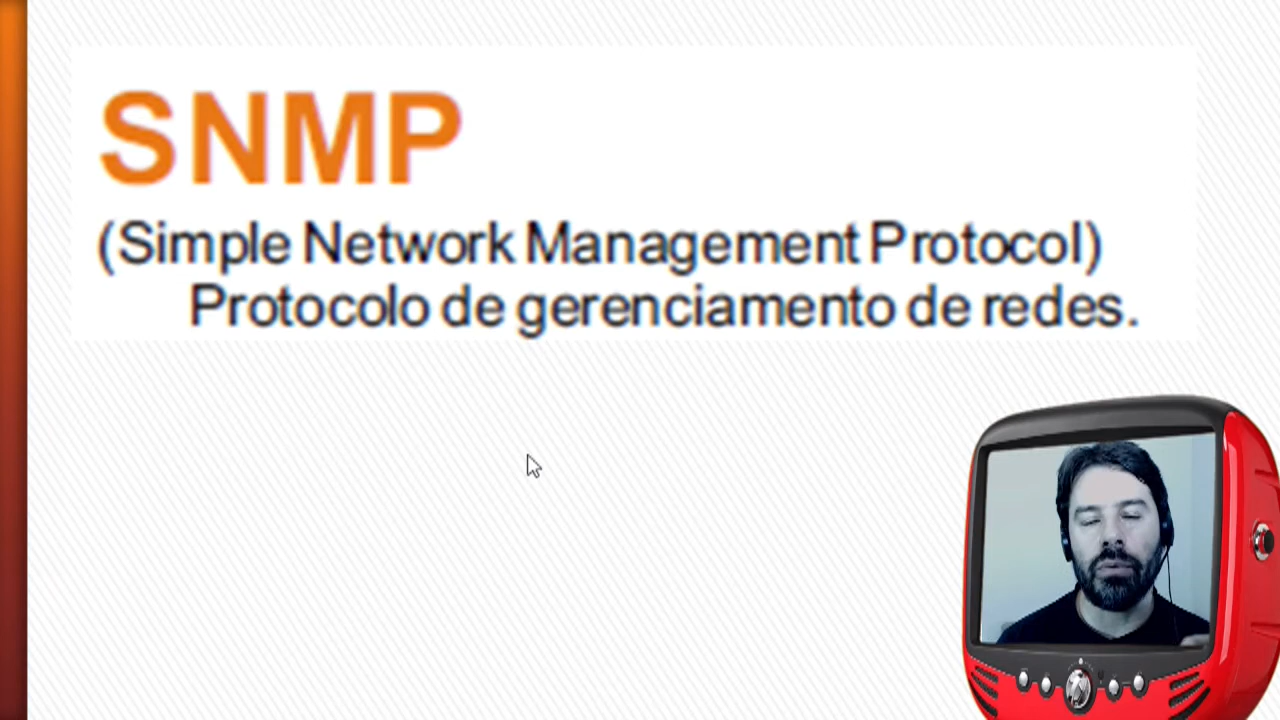 SNMP
(Simple Network Management Protocol)
Protocolo de gerenciamento de redes.